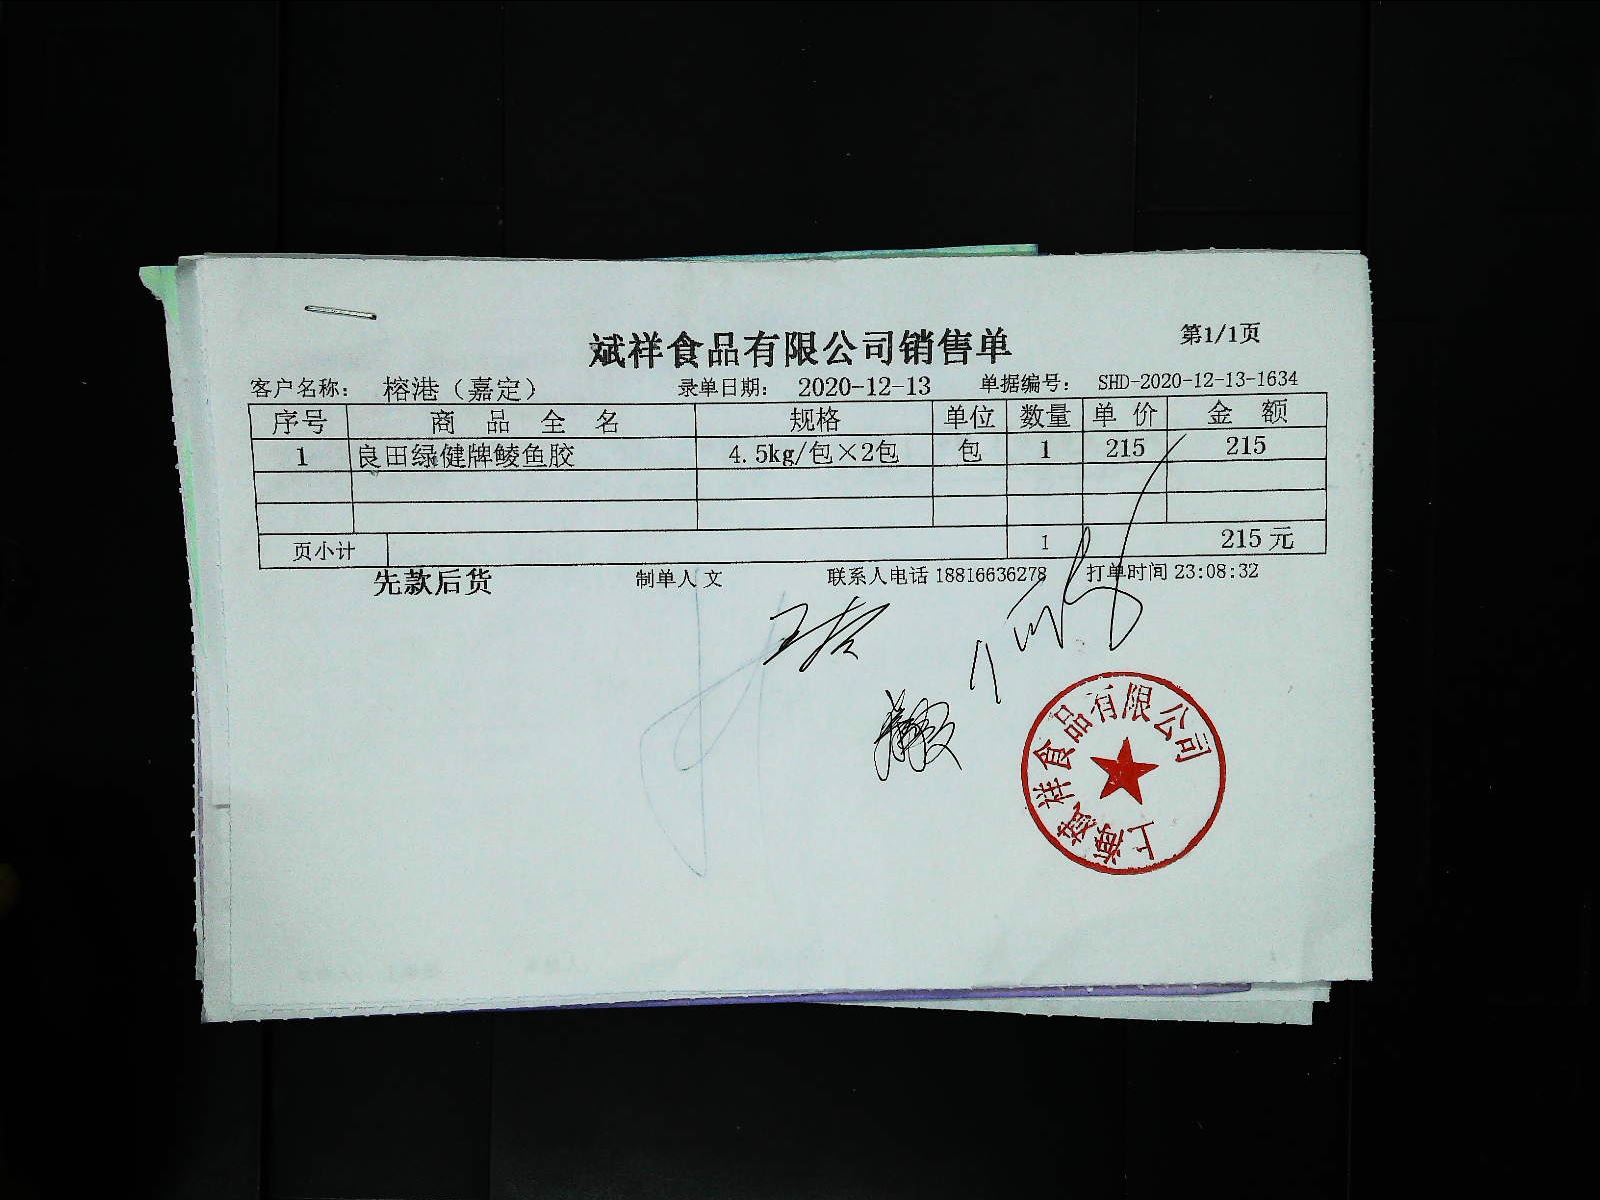 斌祥食品有限公司销售单
第1/1页
客户名称： 榕港（嘉定） 录单日期： 2020-12-13 单据编号： SHD-2020-12-13-1634
序号 商 品 全 名 规格 单位 数量 单 价 金 额
1 良田绿健牌鲮鱼胶 4.5kg/包×2包 包 1 215 215
页小计 1 215 元
先款后货 制单人 文 联系人电话 18816636278 打单时间 23:08:32
上海斌祥食品有限公司